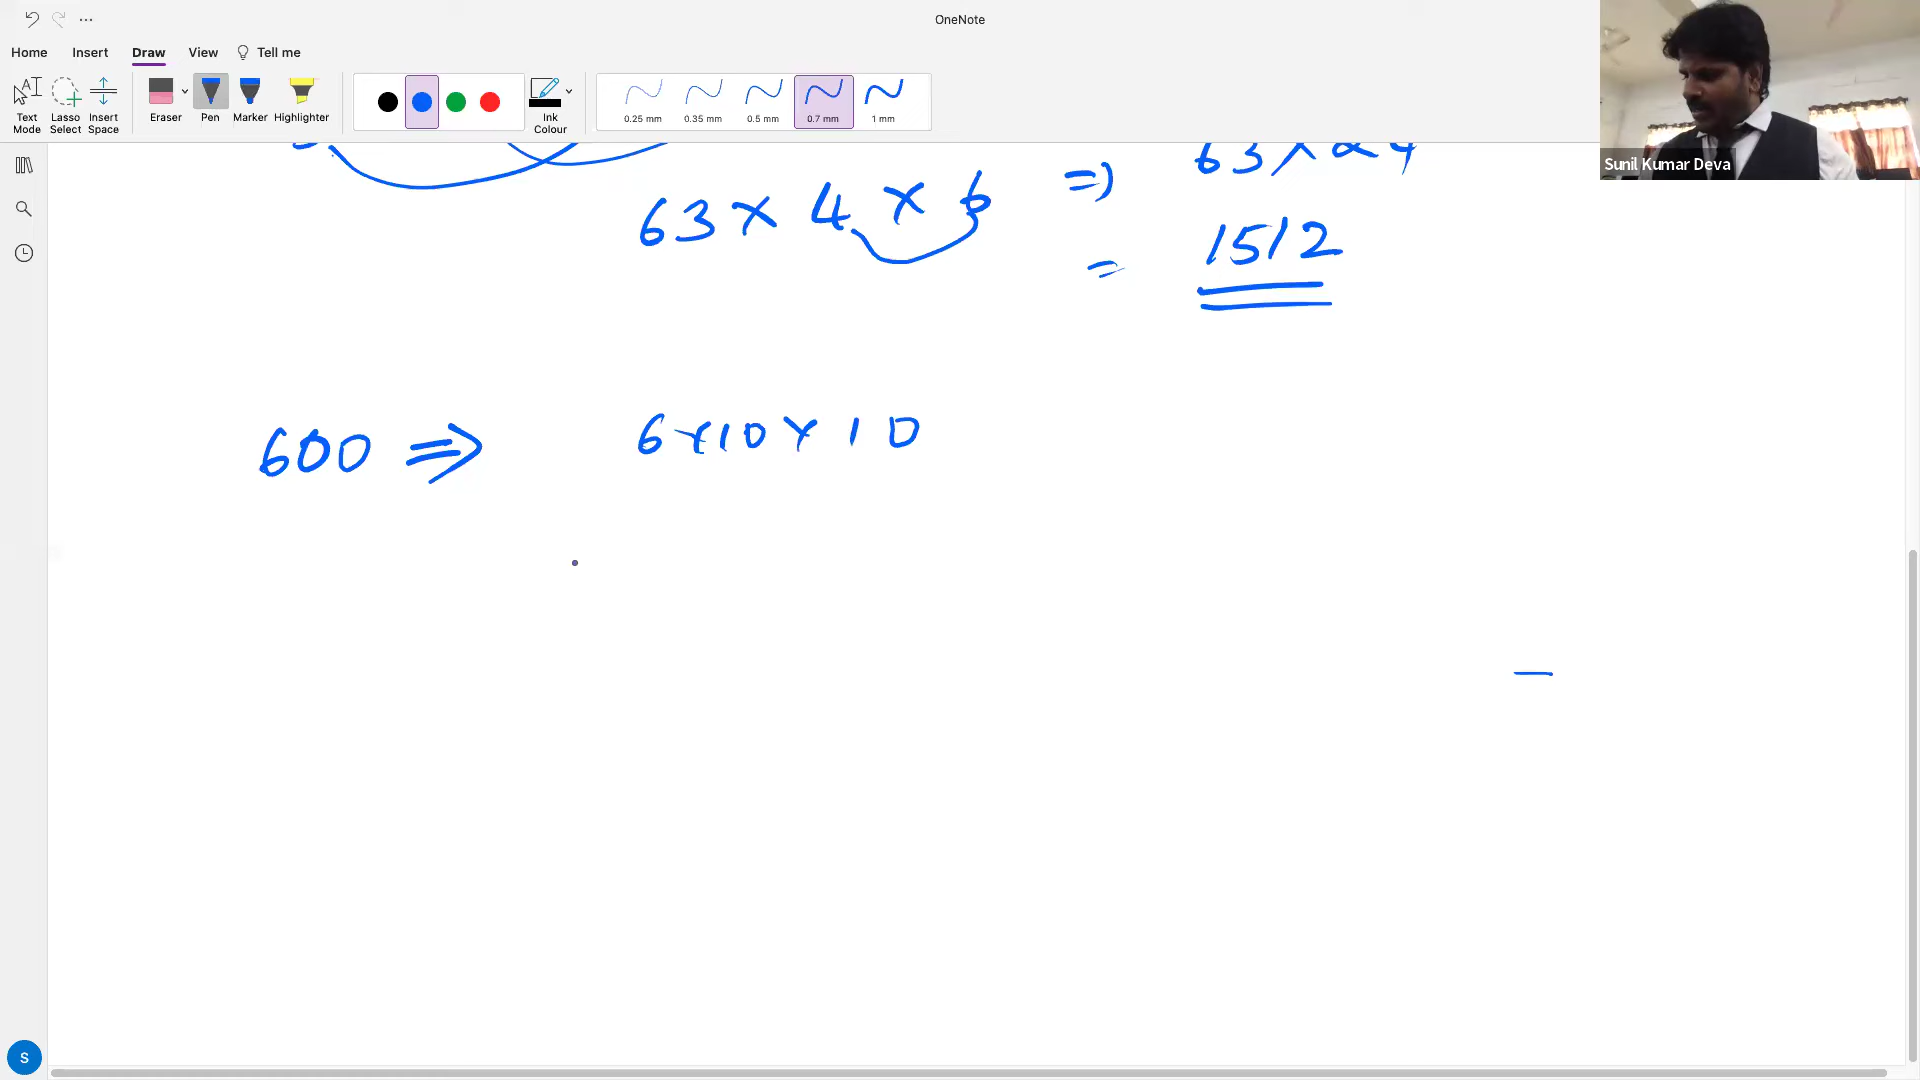 OneNote
Home Insert Draw View Tell me
Text Mode
Lasso Select
Insert Space
Eraser
Pen
Marker
Highlighter
Ink Colour
0.25 mm
0.35 mm
0.5 mm
0.7 mm
1 mm
Sunil Kumar Deva
63 × 24
63 × 4 × 6 ⇒
= 1512
600 ⇒ 6×10×10
S